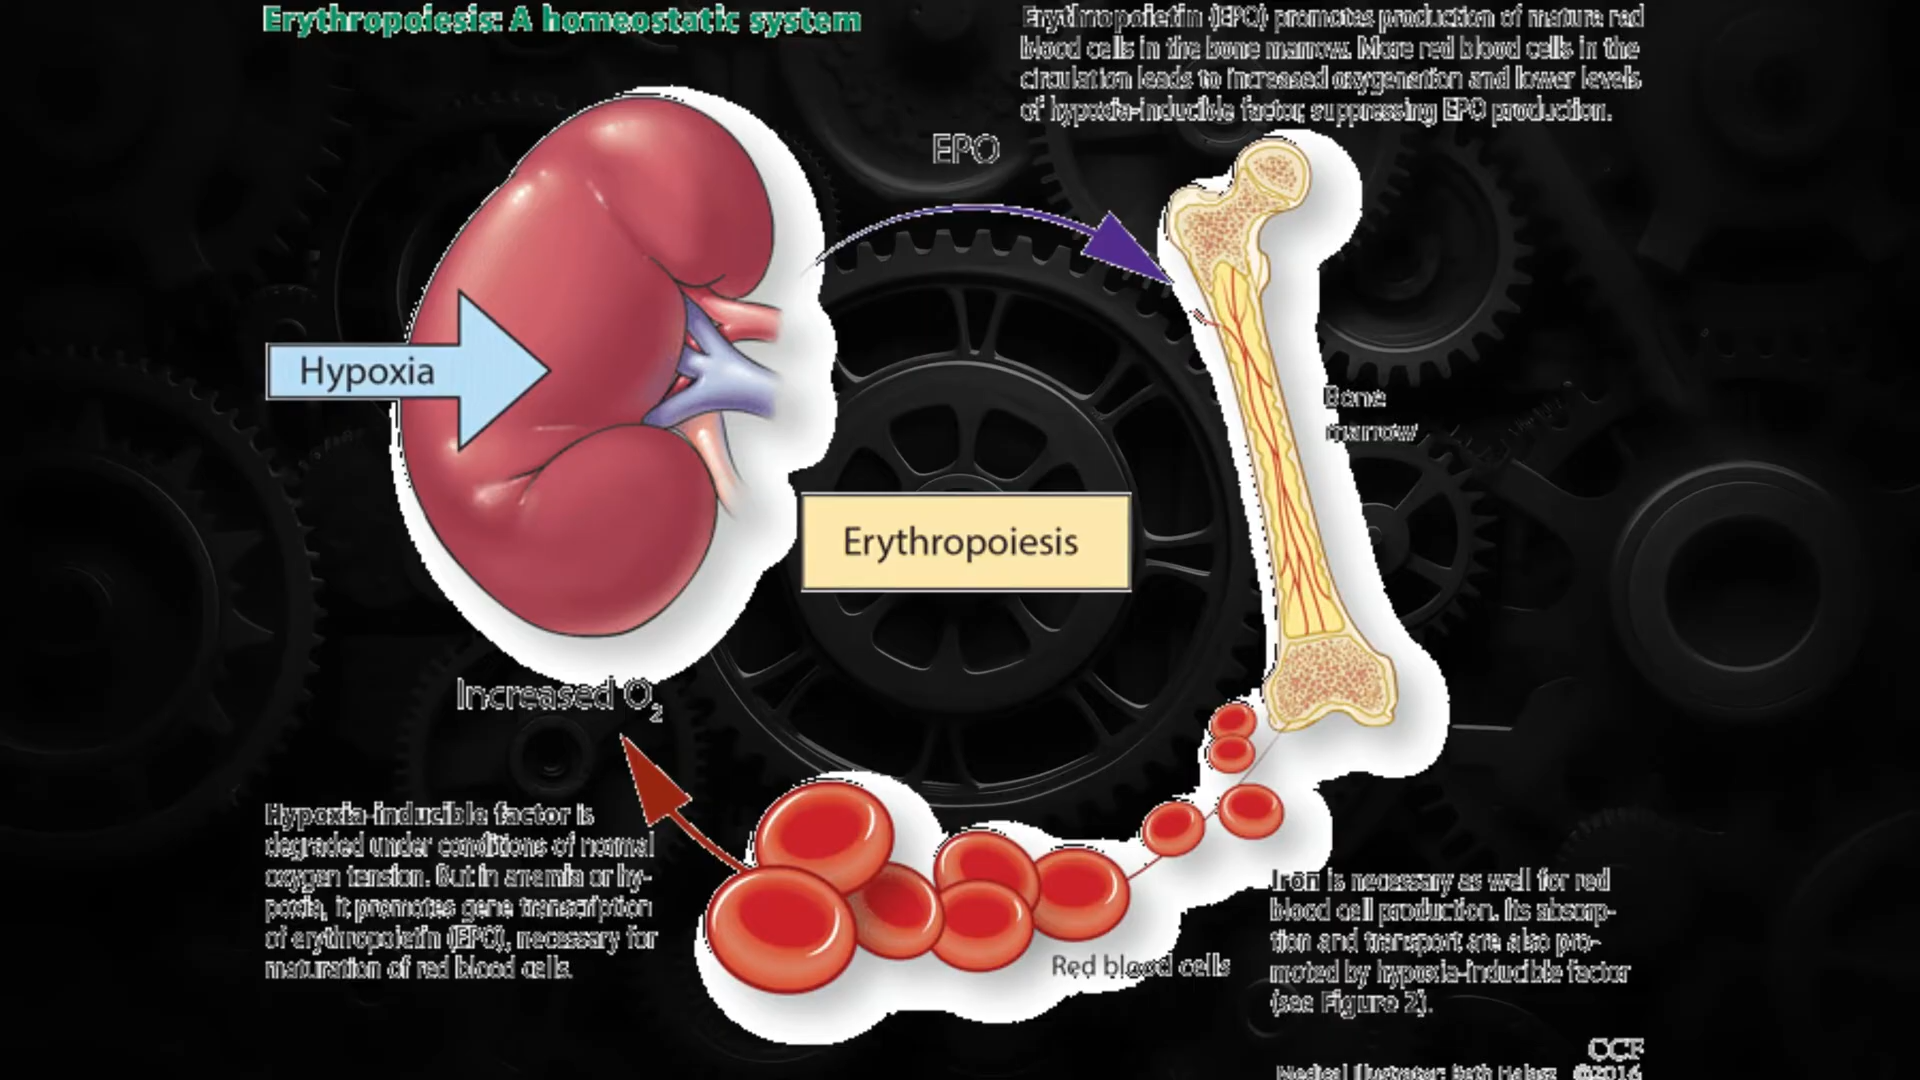 Erythropoiesis: A homeostatic system
Erythropoietin (EPO) promotes production of mature red
blood cells in the bone marrow. More red blood cells in the
circulation leads to increased oxygenation and lower levels
of hypoxia-inducible factor, suppressing EPO production.
EPO
Hypoxia
Bone
marrow
Erythropoiesis
Increased O₂
Hypoxia-inducible factor is
degraded under conditions of normal
oxygen tension. But in anemia or hy-
poxia, it promotes gene transcription
of erythropoietin (EPO), necessary for
maturation of red blood cells.
Red blood cells
Iron is necessary as well for red
blood cell production. Its absorp-
tion and transport are also pro-
moted by hypoxia-inducible factor
(see Figure 2).
CCF
Medical Illustrator: Beth Halasz ©2016